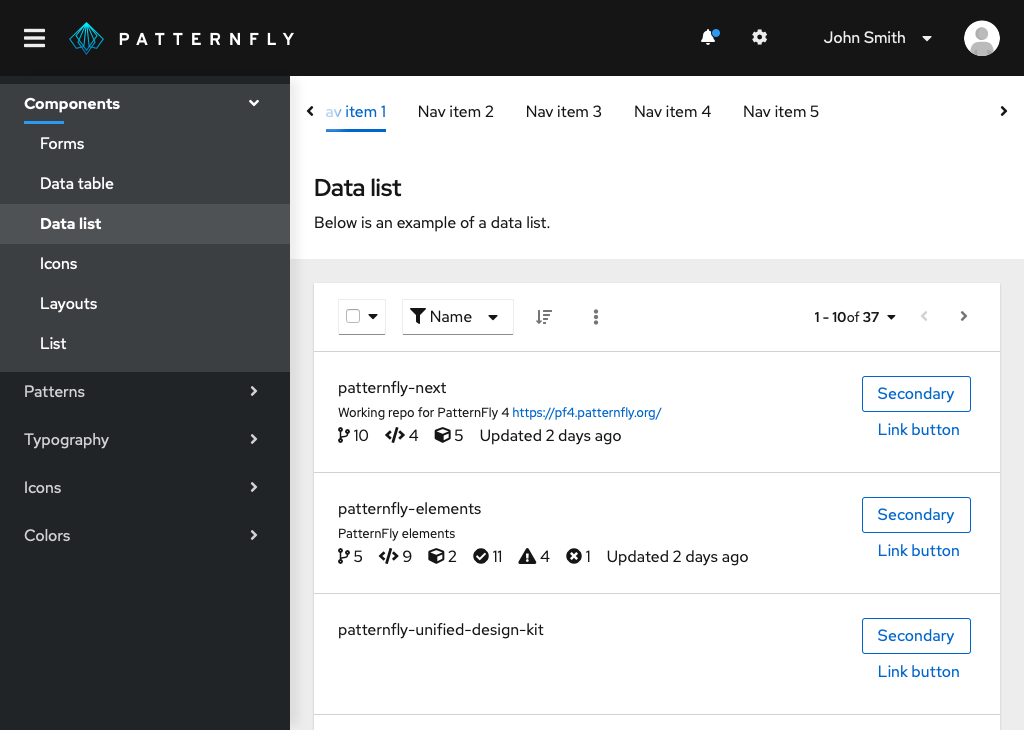 PATTERNFLY
John Smith
Components
Forms
Data table
Data list
Icons
Layouts
List
Patterns
Typography
Icons
Colors
av item 1 Nav item 2 Nav item 3 Nav item 4 Nav item 5
Data list
Below is an example of a data list.
Name 1 - 10 of 37
patternfly-next
Secondary
Working repo for PatternFly 4 https://pf4.patternfly.org/
10 4 5 Updated 2 days ago
Link button
patternfly-elements
Secondary
PatternFly elements
5 9 2 11 4 1 Updated 2 days ago
Link button
patternfly-unified-design-kit
Secondary
Link button